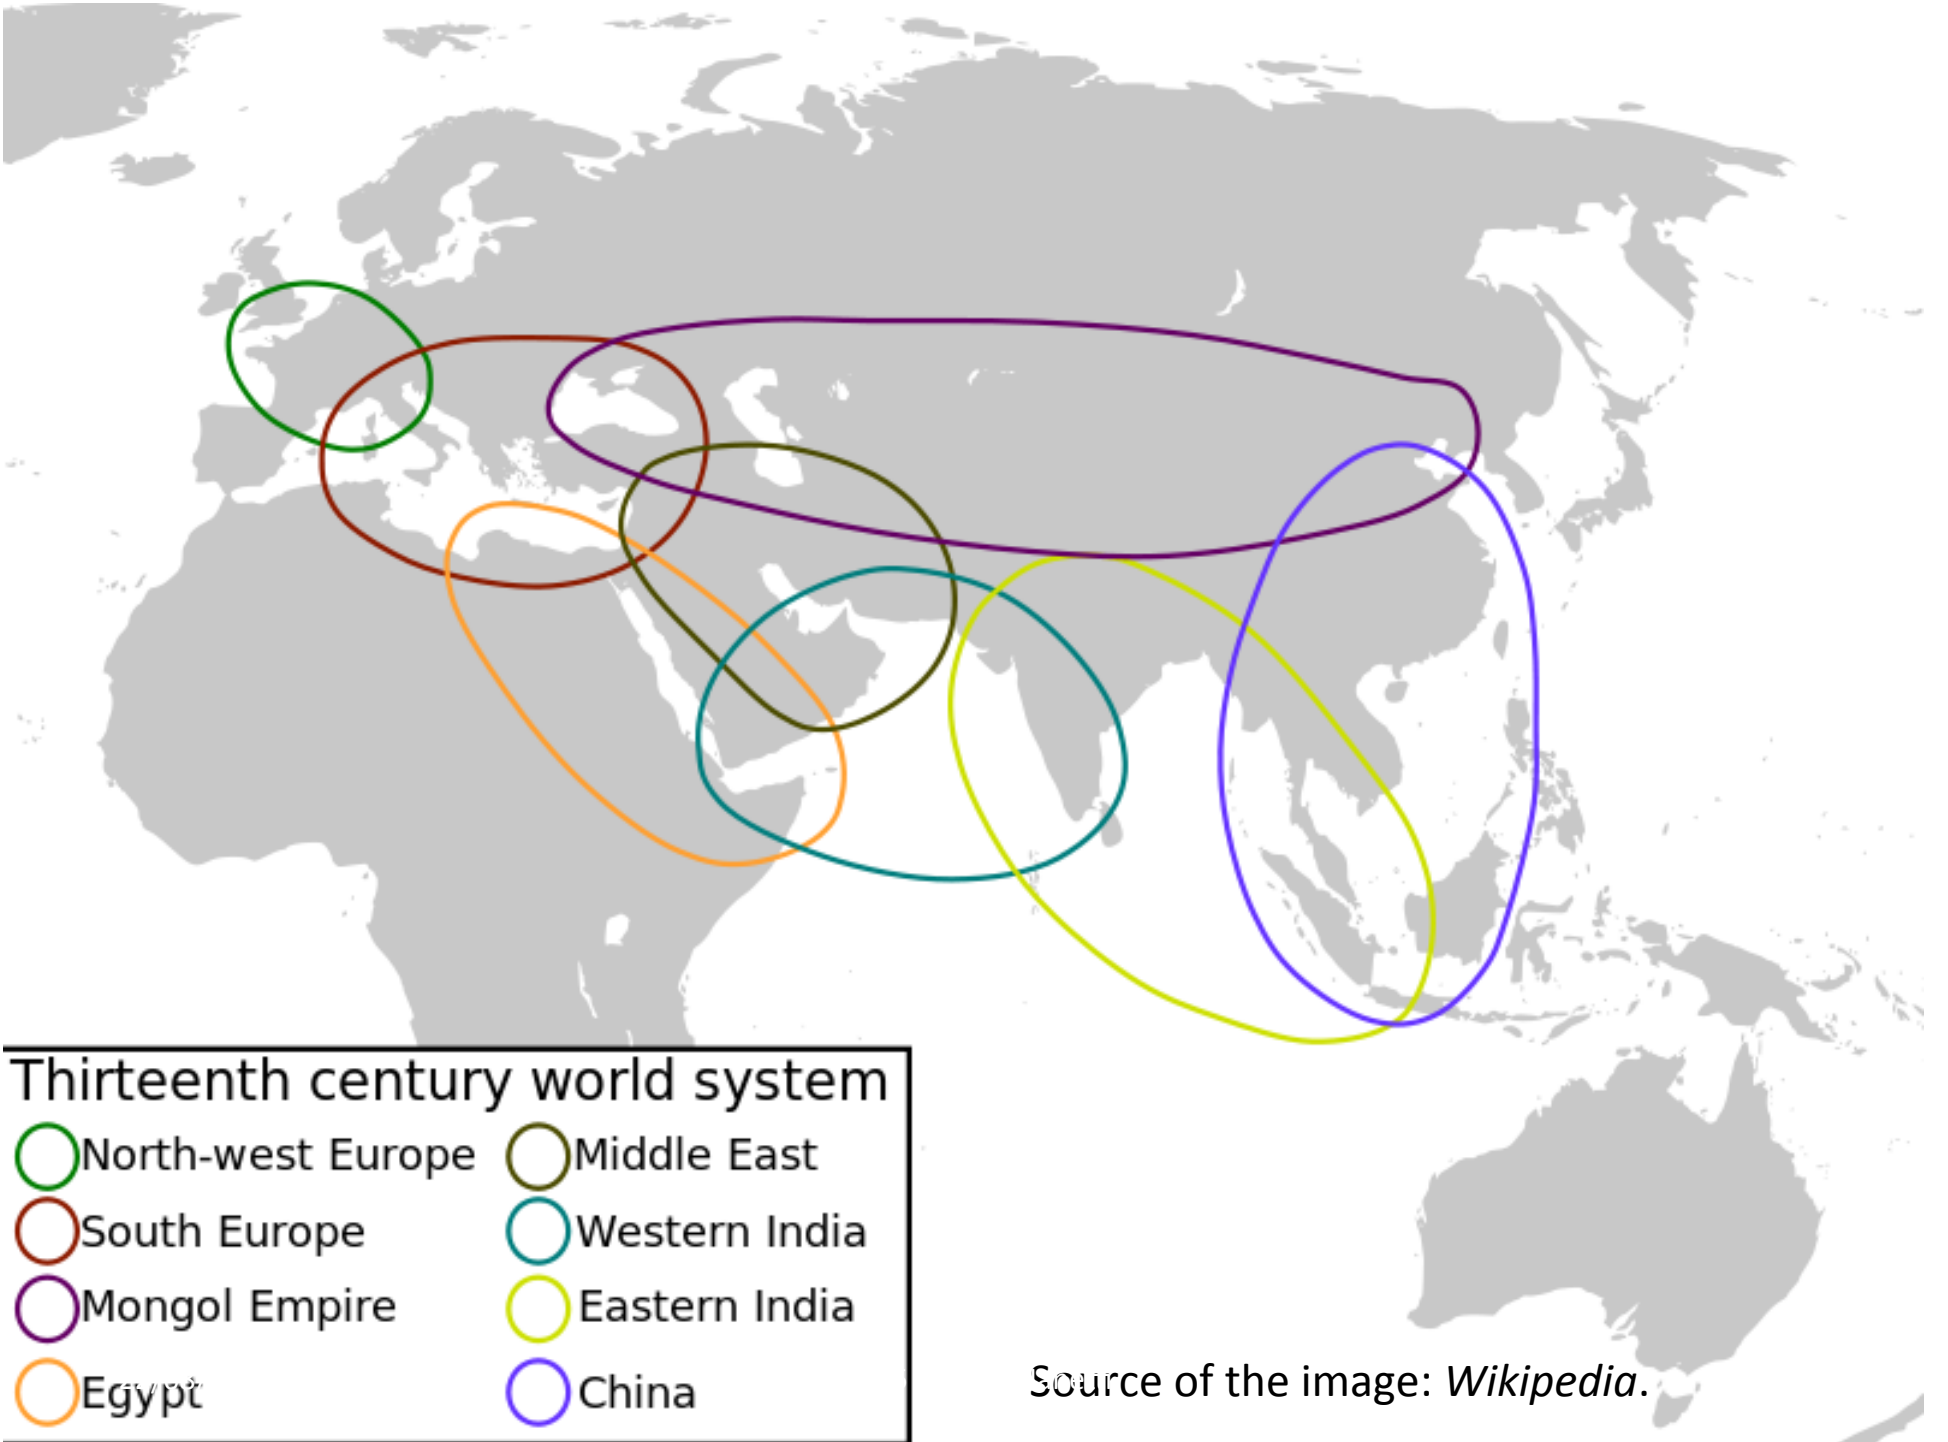 Thirteenth century world system
North-west Europe
Middle East
South Europe
Western India
Mongol Empire
Eastern India
Egypt
China
Source of the image: Wikipedia.